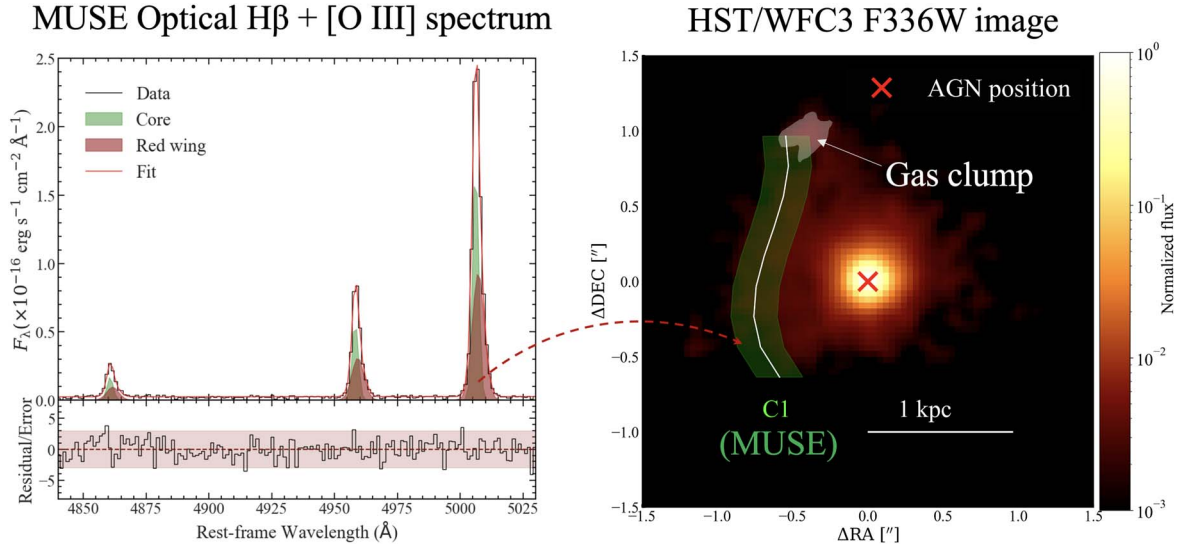 MUSE Optical Hβ + [O III] spectrum
Data
Core
Red wing
Fit
2.5
2.0
1.5
1.0
0.5
0.0
F_λ(×10⁻¹⁶ erg s⁻¹ cm⁻² Å⁻¹)
5
0
−5
Residual/Error
4850 4875 4900 4925 4950 4975 5000 5025
Rest-frame Wavelength (Å)
HST/WFC3 F336W image
AGN position
Gas clump
C1
(MUSE)
1 kpc
1.5
1.0
0.5
0.0
−0.5
−1.0
−1.5
ΔDEC ["]
−1.5 −1.0 −0.5 0.0 0.5 1.0 1.5
ΔRA ["]
10⁰
10⁻¹
10⁻²
10⁻³
Normalized flux